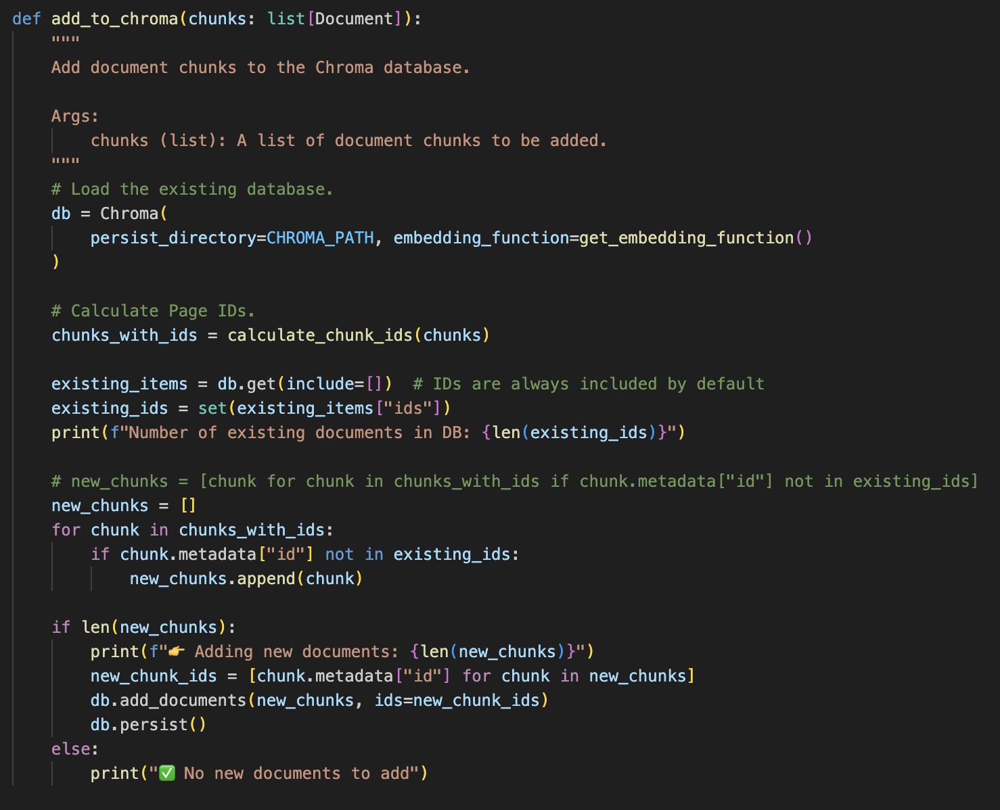 def add_to_chroma(chunks: list[Document]):
    """
    Add document chunks to the Chroma database.

    Args:
        chunks (list): A list of document chunks to be added.
    """
    # Load the existing database.
    db = Chroma(
        persist_directory=CHROMA_PATH, embedding_function=get_embedding_function()
    )

    # Calculate Page IDs.
    chunks_with_ids = calculate_chunk_ids(chunks)

    existing_items = db.get(include=[])  # IDs are always included by default
    existing_ids = set(existing_items["ids"])
    print(f"Number of existing documents in DB: {len(existing_ids)}")

    # new_chunks = [chunk for chunk in chunks_with_ids if chunk.metadata["id"] not in existing_ids]
    new_chunks = []
    for chunk in chunks_with_ids:
        if chunk.metadata["id"] not in existing_ids:
            new_chunks.append(chunk)

    if len(new_chunks):
        print(f"👉 Adding new documents: {len(new_chunks)}")
        new_chunk_ids = [chunk.metadata["id"] for chunk in new_chunks]
        db.add_documents(new_chunks, ids=new_chunk_ids)
        db.persist()
    else:
        print("✅ No new documents to add")